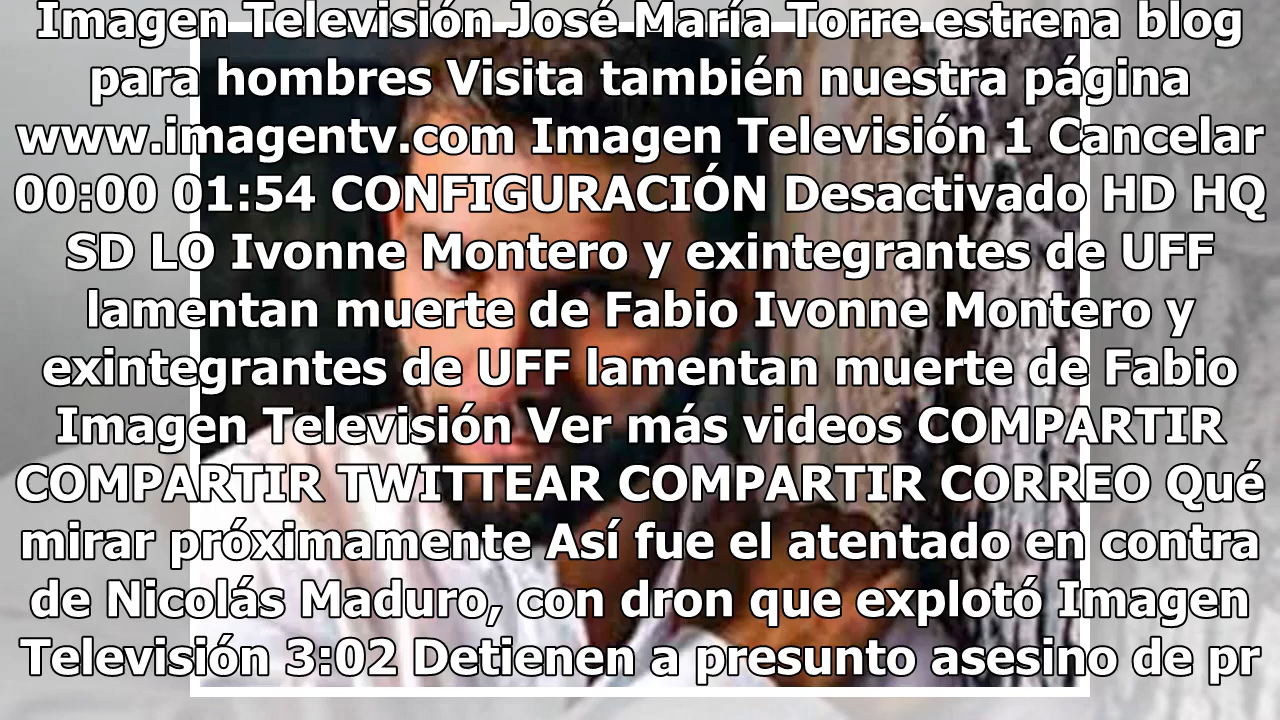 Imagen Televisión José María Torre estrena blog
para hombres Visita también nuestra página
www.imagentv.com Imagen Televisión 1 Cancelar
00:00 01:54 CONFIGURACIÓN Desactivado HD HQ
SD LO Ivonne Montero y exintegrantes de UFF
lamentan muerte de Fabio Ivonne Montero y
exintegrantes de UFF lamentan muerte de Fabio
Imagen Televisión Ver más videos COMPARTIR
COMPARTIR TWITTEAR COMPARTIR CORREO Qué
mirar próximamente Así fue el atentado en contra
de Nicolás Maduro, con dron que explotó Imagen
Televisión 3:02 Detienen a presunto asesino de pr